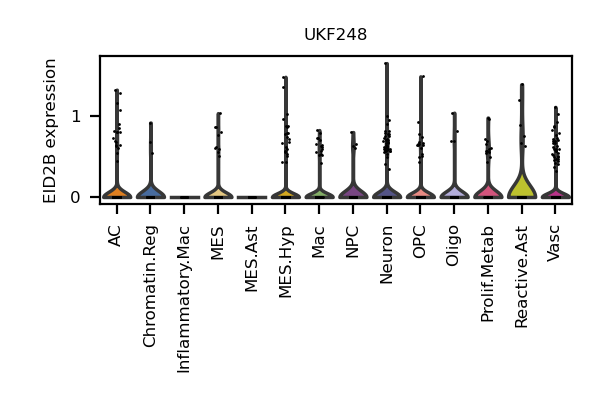 UKF248
EID2B expression
1
0
AC
Chromatin.Reg
Inflammatory.Mac
MES
MES.Ast
MES.Hyp
Mac
NPC
Neuron
OPC
Oligo
Prolif.Metab
Reactive.Ast
Vasc